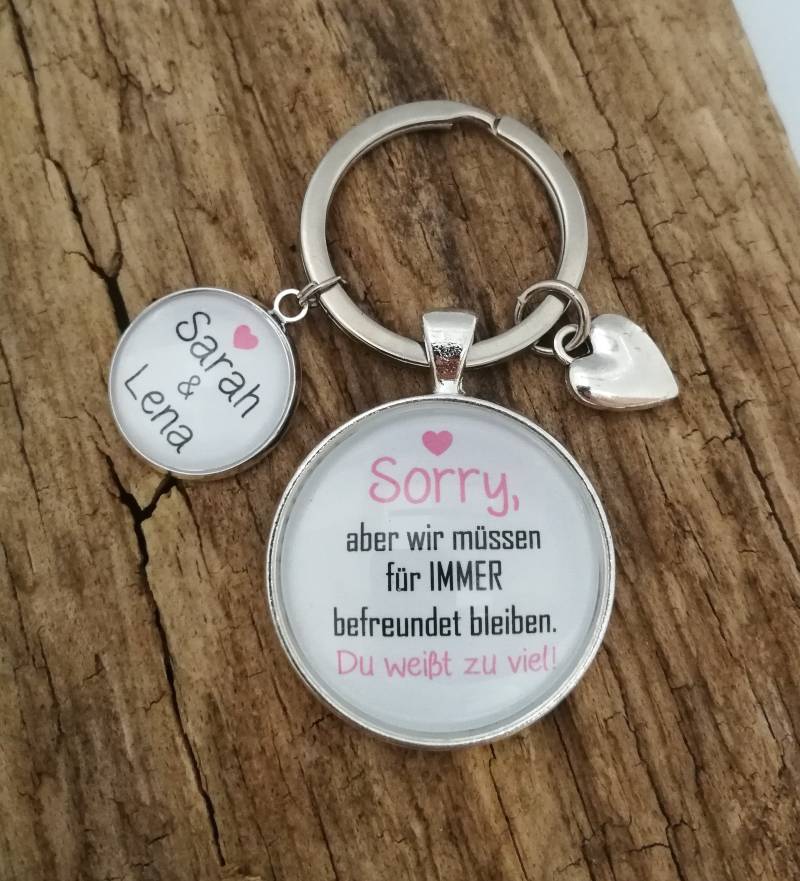 Sarah
&
Lena
Sorry,
aber wir müssen
für IMMER
befreundet bleiben.
Du weißt zu viel!